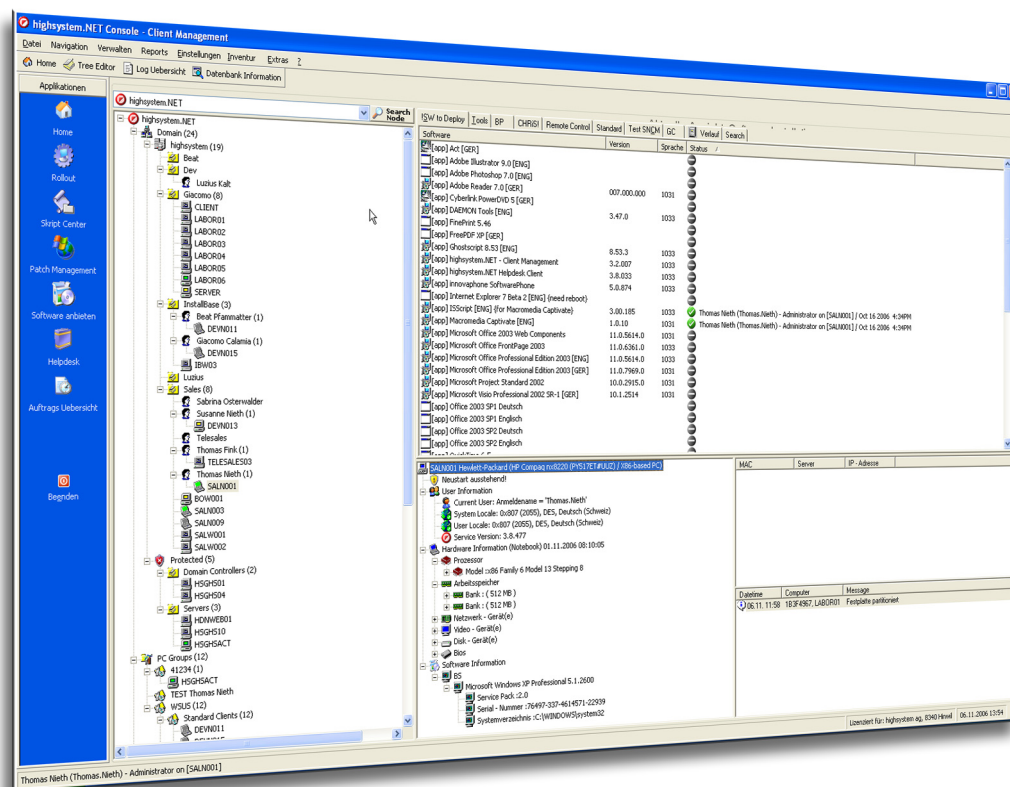 highsystem.NET Console - Client Management
Datei Navigation Verwalten Reports Einstellungen Inventur Extras ?
Home Tree Editor Log Uebersicht Datenbank Information
Applikationen
Home
Rollout
Skript Center
Patch Management
Software anbieten
Helpdesk
Auftrags Uebersicht
Beenden
highsystem.NET
Search Node
highsystem.NET
Domain (24)
highsystem (19)
Beat
Dev
Luzius Kalt
Giacomo (8)
CLIENT
LABOR01
LABOR02
LABOR03
LABOR04
LABOR05
LABOR06
SERVER
InstallBase (3)
Beat Pfammatter (1)
DEVN011
Giacomo Calamia (1)
DEVN015
IBW03
Luzius
Sales (8)
Sabrina Osterwalder
Susanne Nieth (1)
DEVN013
Telesales
Thomas Fink (1)
TELESALES03
Thomas Nieth (1)
SALN001
BOW001
SALN003
SALN009
SALW001
SALW002
Protected (5)
Domain Controllers (2)
HSGHS01
HSGHS04
Servers (3)
HDNWEB01
HSGHS10
HSGHSACT
PC Groups (12)
41234 (1)
HSGHSACT
TEST Thomas Nieth
WSUS (12)
Standard Clients (12)
DEVN011
!SW to Deploy Tools BP CHRiS! Remote Control Standard Test SNCM GC Verlauf Search
Software Version Sprache Status
[app] Act [GER]
[app] Adobe Illustrator 9.0 [ENG]
[app] Adobe Photoshop 7.0 [ENG]
[app] Adobe Reader 7.0 [GER] 007.000.000 1031
[app] Cyberlink PowerDVD 5 [GER]
[app] DAEMON Tools [ENG] 3.47.0 1033
[app] FinePrint 5.46
[app] FreePDF XP [GER]
[app] Ghostscript 8.53 [ENG] 8.53.3 1033
[app] highsystem.NET - Client Management 3.2.007 1033
[app] highsystem.NET Helpdesk Client 3.8.033 1033
[app] innovaphone SoftwarePhone 5.0.874 1033
[app] Internet Explorer 7 Beta 2 [ENG] (need reboot)
[app] ISScript [ENG] (for Macromedia Captivate) 3.00.185 1033 Thomas Nieth (Thomas.Nieth) - Administrator on [SALN001] / Oct 16 2006 4:34PM
[app] Macromedia Captivate [ENG] 1.0.10 1031 Thomas Nieth (Thomas.Nieth) - Administrator on [SALN001] / Oct 16 2006 4:34PM
[app] Microsoft Office 2003 Web Components 11.0.5614.0 1031
[app] Microsoft Office FrontPage 2003 11.0.6361.0 1033
[app] Microsoft Office Professional Edition 2003 [ENG] 11.0.5614.0 1033
[app] Microsoft Office Professional Edition 2003 [GER] 11.0.7969.0 1031
[app] Microsoft Project Standard 2002 10.0.2915.0 1031
[app] Microsoft Visio Professional 2002 SR-1 [GER] 10.1.2514 1031
[app] Office 2003 SP1 Deutsch
[app] Office 2003 SP1 Englisch
[app] Office 2003 SP2 Deutsch
[app] Office 2003 SP2 Englisch
SALN001 Hewlett-Packard (HP Compaq nx8220 (PY517ET#UUZ) / X86-based PC)
Neustart ausstehend!
User Information
Current User: Anmeldename = 'Thomas.Nieth'
System Locale: 0x807 (2055), DES, Deutsch (Schweiz)
User Locale: 0x807 (2055), DES, Deutsch (Schweiz)
Service Version: 3.8.477
Hardware Information (Notebook) 01.11.2006 08:10:05
Prozessor
Model :x86 Family 6 Model 13 Stepping 8
Arbeitsspeicher
Bank : ( 512 MB )
Bank : ( 512 MB )
Netzwerk - Gerät(e)
Video - Gerät(e)
Disk - Gerät(e)
Bios
Software Information
BS
Microsoft Windows XP Professional 5.1.2600
Service Pack :2.0
Serial - Nummer :76497-337-4614571-22939
Systemverzeichnis :C:\WINDOWS\system32
MAC Server IP - Adresse
Datetime Computer Message
06.11. 11:58 1B3F4967, LABOR01 Festplatte partitioniert
Lizenziert für: highsystem ag, 8340 Hinwil 06.11.2006 13:54
Thomas Nieth (Thomas.Nieth) - Administrator on [SALN001]